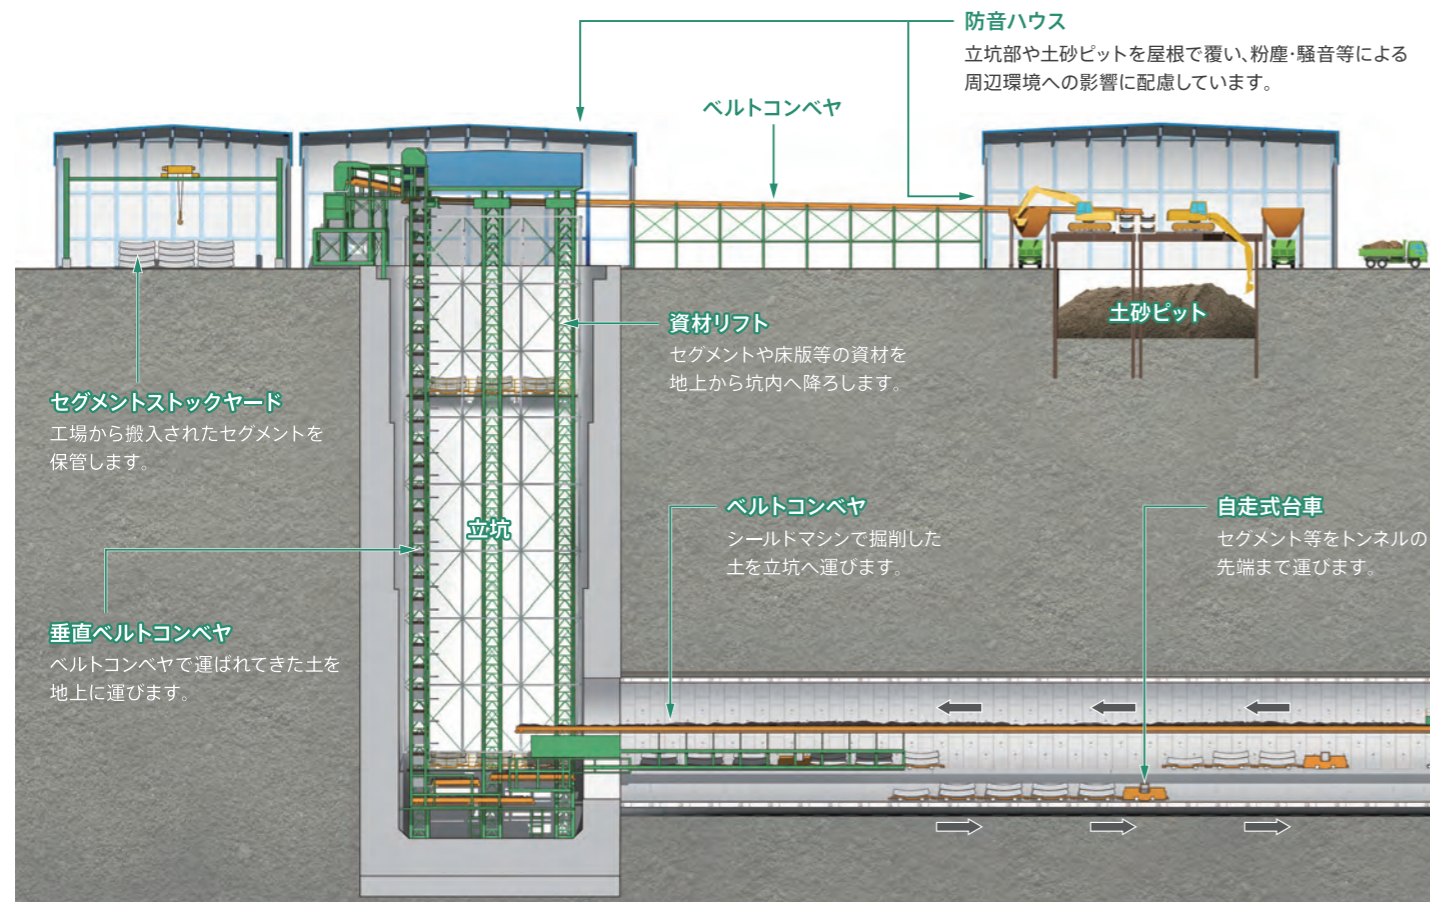 防音ハウス
立坑部や土砂ピットを屋根で覆い、粉塵・騒音等による
周辺環境への影響に配慮しています。
ベルトコンベヤ
土砂ピット
資材リフト
セグメントや床版等の資材を
地上から坑内へ降ろします。
セグメントストックヤード
工場から搬入されたセグメントを
保管します。
立坑
ベルトコンベヤ
シールドマシンで掘削した
土を立坑へ運びます。
自走式台車
セグメント等をトンネルの
先端まで運びます。
垂直ベルトコンベヤ
ベルトコンベヤで運ばれてきた土を
地上に運びます。